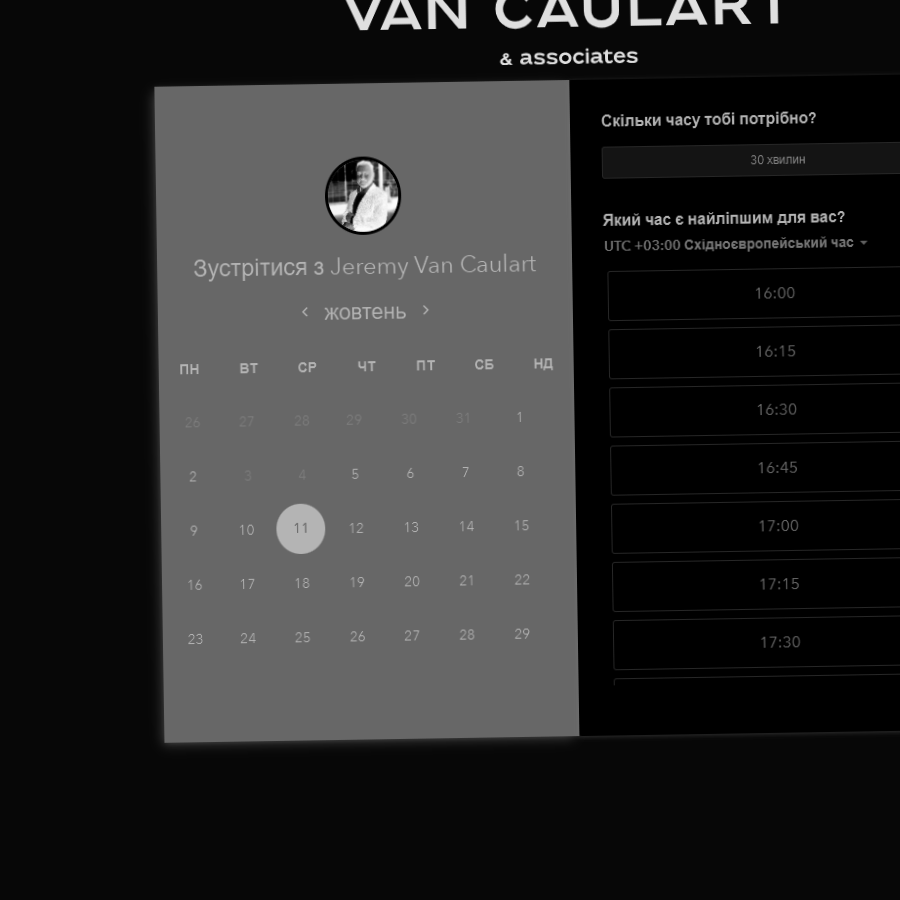 VAN CAULART
& associates
Зустрітися з Jeremy Van Caulart
жовтень
ПН ВТ СР ЧТ ПТ СБ НД
26 27 28 29 30 31 1
2 3 4 5 6 7 8
9 10 11 12 13 14 15
16 17 18 19 20 21 22
23 24 25 26 27 28 29
Скільки часу тобі потрібно?
30 хвилин
Який час є найліпшим для вас?
UTC +03:00 Східноєвропейський час
16:00
16:15
16:30
16:45
17:00
17:15
17:30